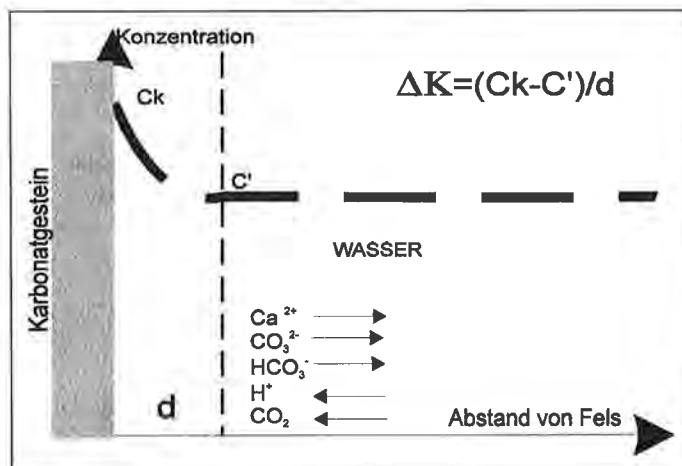 Konzentration
ΔK=(Ck-C')/d
Ck
C'
WASSER
Karbonatgestein
Ca²⁺
CO₃²⁻
HCO₃⁻
H⁺
CO₂
d
Abstand von Fels